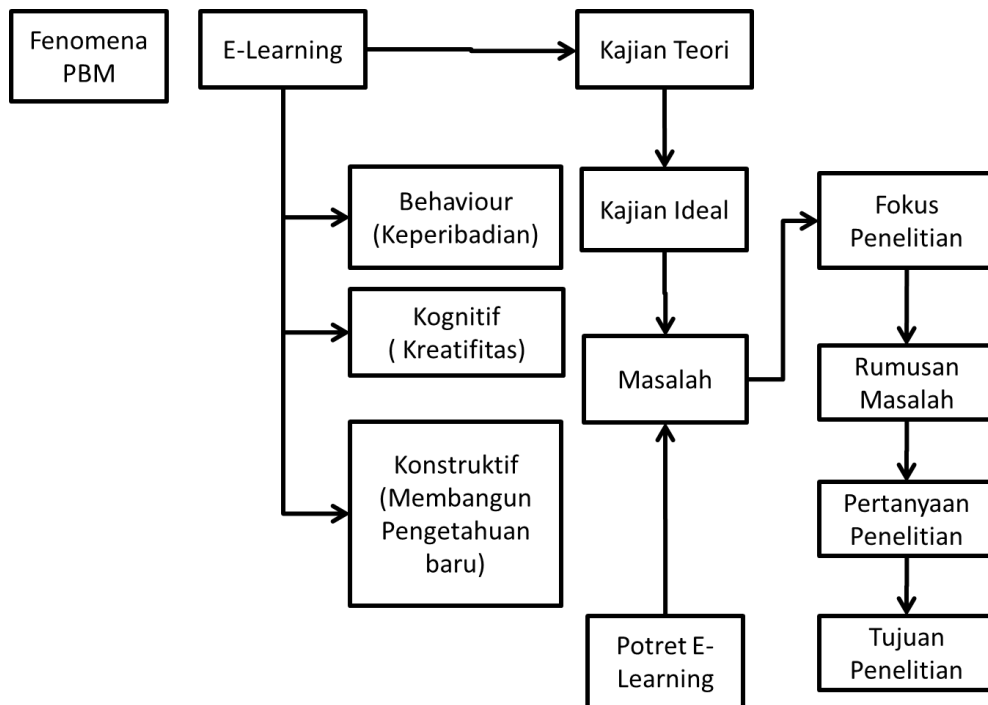 Fenomena
PBM
E-Learning
Kajian Teori
Behaviour
(Keperibadian)
Kajian Ideal
Fokus
Penelitian
Kognitif
( Kreatifitas)
Masalah
Rumusan
Masalah
Konstruktif
(Membangun
Pengetahuan
baru)
Pertanyaan
Penelitian
Potret E-
Learning
Tujuan
Penelitian